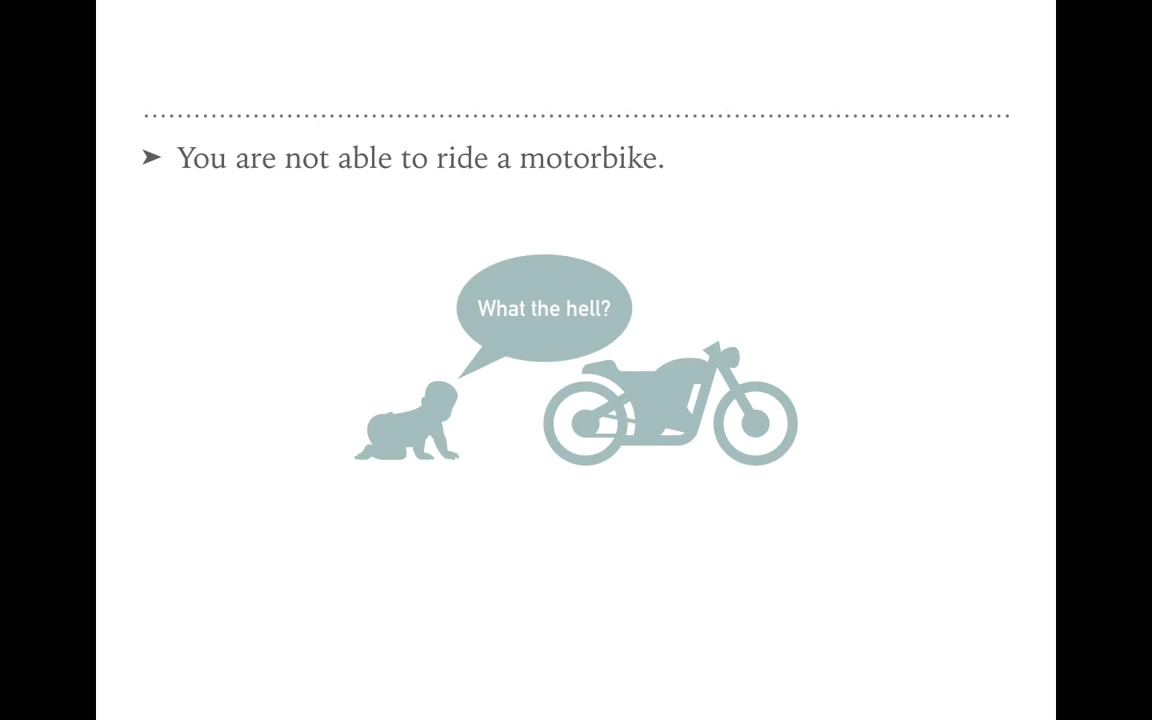 ➤ You are not able to ride a motorbike.
What the hell?